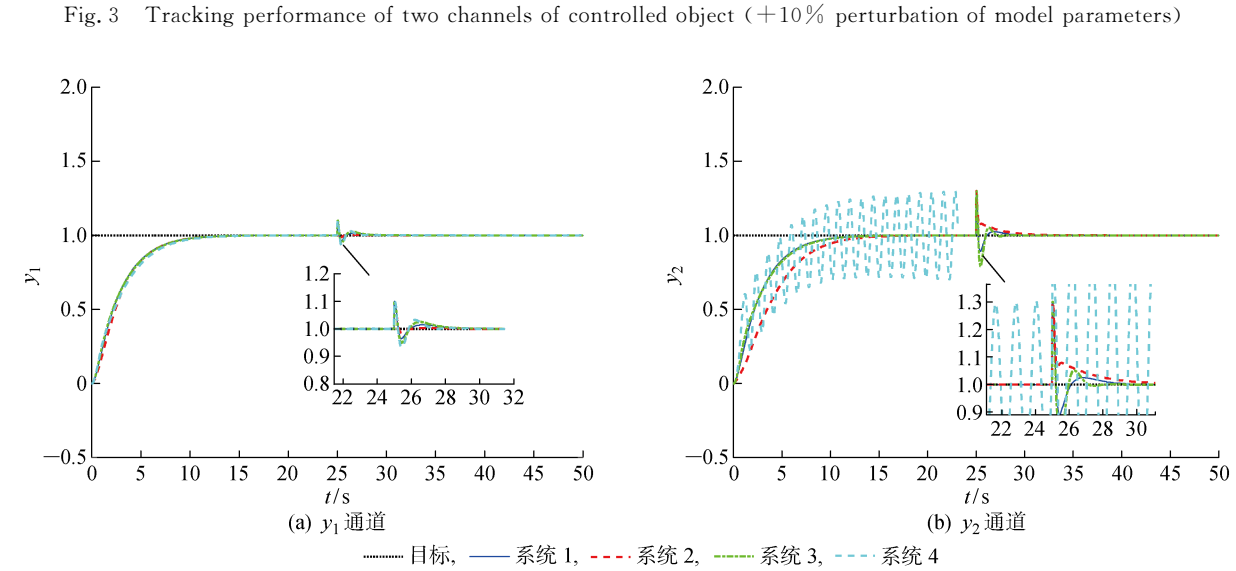 Fig. 3 Tracking performance of two channels of controlled object (+10% perturbation of model parameters)
2.0
1.5
1.0
0.5
0
—0.5
y₁
0 5 10 15 20 25 30 35 40 45 50
t/s
1.2
1.1
1.0
0.9
0.8
22 24 26 28 30 32
(a) y₁通道
2.0
1.5
1.0
0.5
0
—0.5
y₂
0 5 10 15 20 25 30 35 40 45 50
t/s
1.3
1.2
1.1
1.0
0.9
22 24 26 28 30
(b) y₂通道
目标, 系统 1, 系统 2, 系统 3, 系统 4